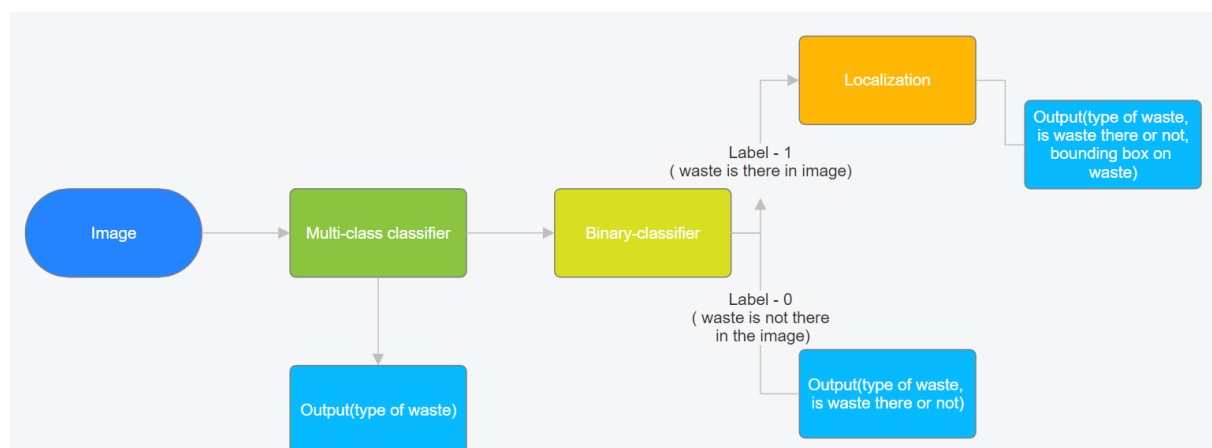 Localization
Output(type of waste,
is waste there or not,
bounding box on
waste)
Label - 1
( waste is there in image)
Image
Multi-class classifier
Binary-classifier
Label - 0
( waste is not there
in the image)
Output(type of waste,
is waste there or not)
Output(type of waste)